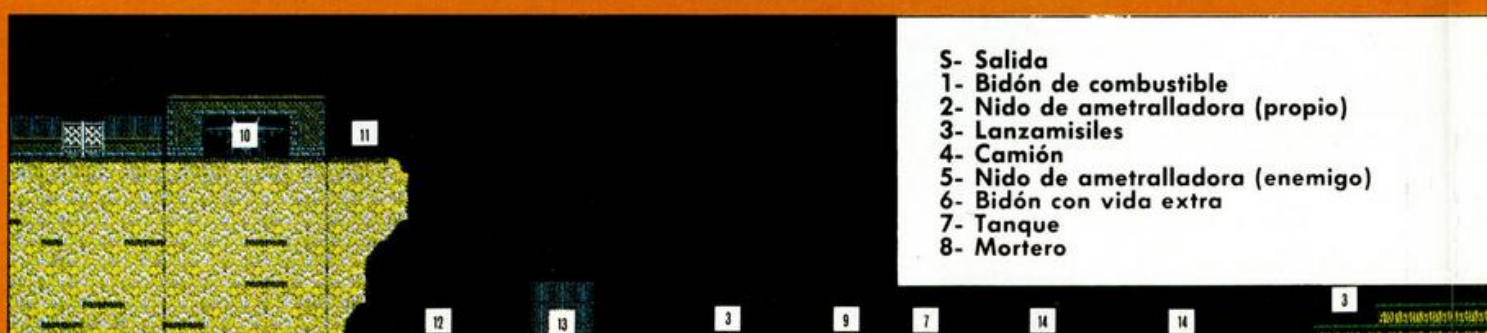 S- Salida
1- Bidón de combustible
2- Nido de ametralladora (propio)
3- Lanzamisiles
4- Camión
5- Nido de ametralladora (enemigo)
6- Bidón con vida extra
7- Tanque
8- Mortero
10 11
3
12 13 3 9 7 14 14